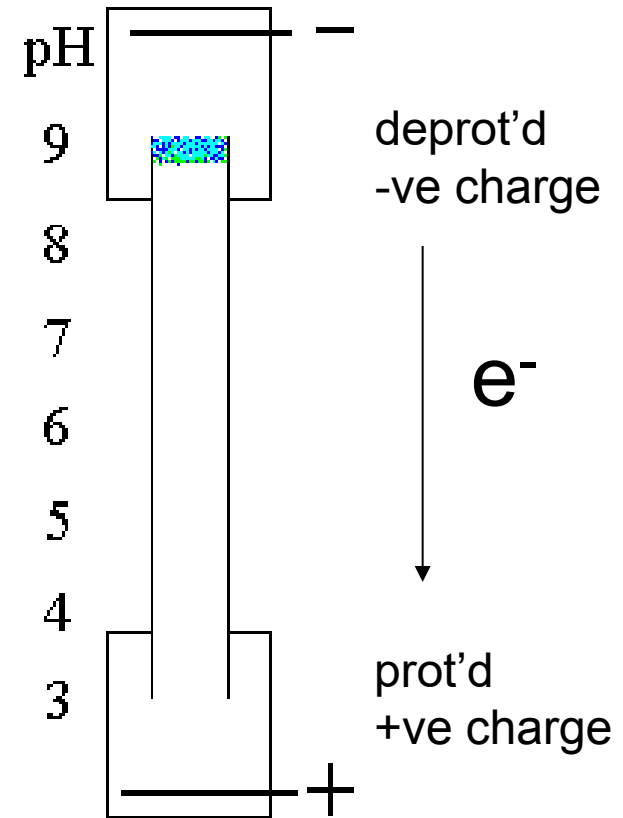 pH
−
9
deprot’d
-ve charge
8
7
e-
6
5
4
prot’d
+ve charge
3
+